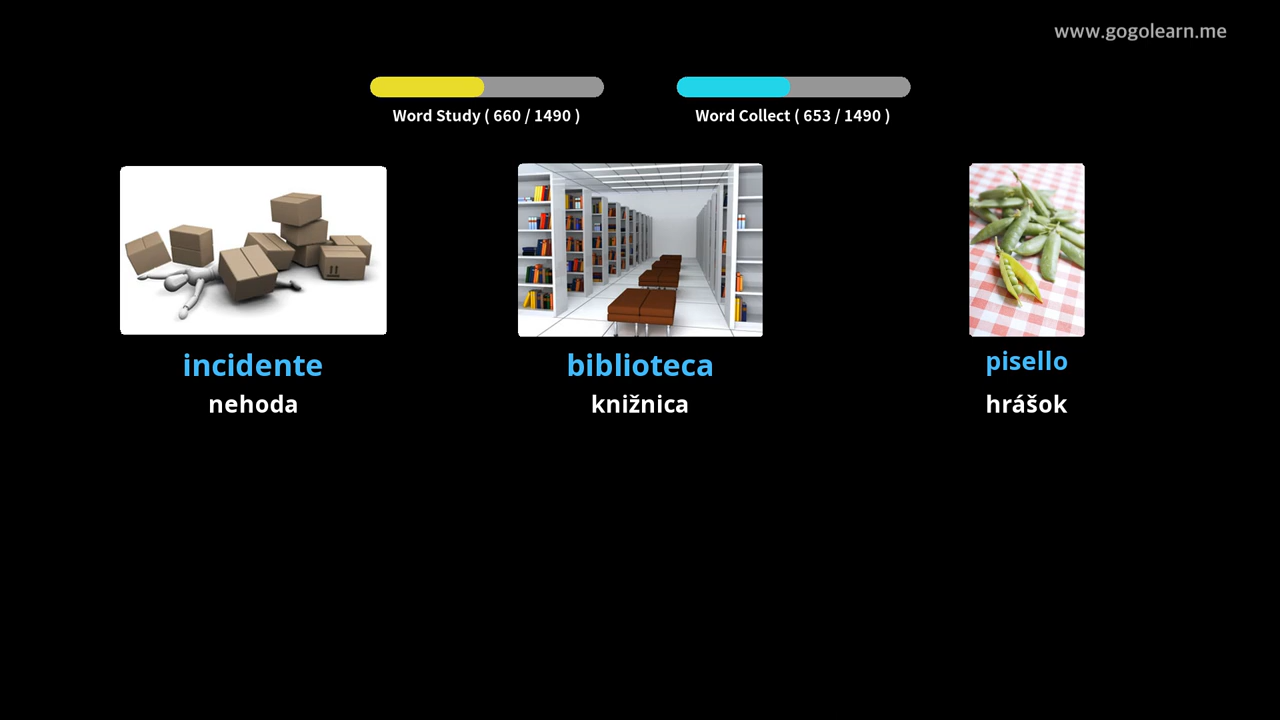 www.gogolearn.me
Word Study ( 660 / 1490 )
Word Collect ( 653 / 1490 )
incidente
nehoda
biblioteca
knižnica
pisello
hrášok